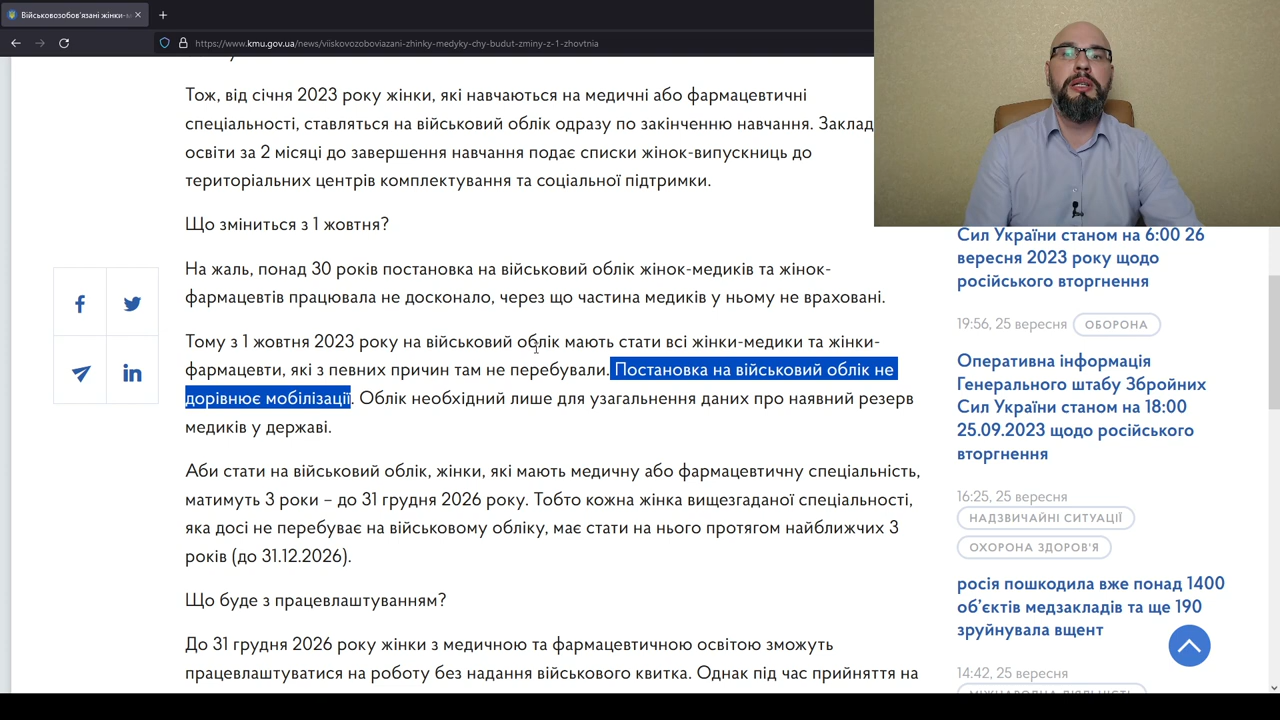 Військовозобов'язані жінки-м
https://www.kmu.gov.ua/news/viiskovozoboviazani-zhinky-medyky-chy-budut-zminy-z-1-zhovtnia
Тож, від січня 2023 року жінки, які навчаються на медичні або фармацевтичні
спеціальності, ставляться на військовий облік одразу по закінченню навчання. Заклад
освіти за 2 місяці до завершення навчання подає списки жінок-випускниць до
територіальних центрів комплектування та соціальної підтримки.
Що зміниться з 1 жовтня?
На жаль, понад 30 років постановка на військовий облік жінок-медиків та жінок-
фармацевтів працювала не досконало, через що частина медиків у ньому не враховані.
Тому з 1 жовтня 2023 року на військовий облік мають стати всі жінки-медики та жінки-
фармацевти, які з певних причин там не перебували. Постановка на військовий облік не
дорівнює мобілізації. Облік необхідний лише для узагальнення даних про наявний резерв
медиків у державі.
Аби стати на військовий облік, жінки, які мають медичну або фармацевтичну спеціальність,
матимуть 3 роки – до 31 грудня 2026 року. Тобто кожна жінка вищезгаданої спеціальності,
яка досі не перебуває на військовому обліку, має стати на нього протягом найближчих 3
років (до 31.12.2026).
Що буде з працевлаштуванням?
До 31 грудня 2026 року жінки з медичною та фармацевтичною освітою зможуть
працевлаштуватися на роботу без надання військового квитка. Однак під час прийняття на
Сил України станом на 6:00 26
вересня 2023 року щодо
російського вторгнення
19:56, 25 вересня ОБОРОНА
Оперативна інформація
Генерального штабу Збройних
Сил України станом на 18:00
25.09.2023 щодо російського
вторгнення
16:25, 25 вересня
НАДЗВИЧАЙНІ СИТУАЦІЇ
ОХОРОНА ЗДОРОВ'Я
росія пошкодила вже понад 1400
об'єктів медзакладів та ще 190
зруйнувала вщент
14:42, 25 вересня
МІЖНАРОДНА ДІЯЛЬНІСТЬ